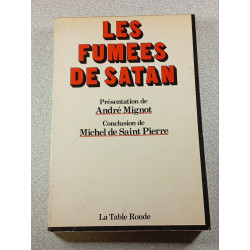 LES
FUMEES
DE SATAN
Présentation de
André Mignot
Conclusion de
Michel de Saint Pierre
La Table Ronde